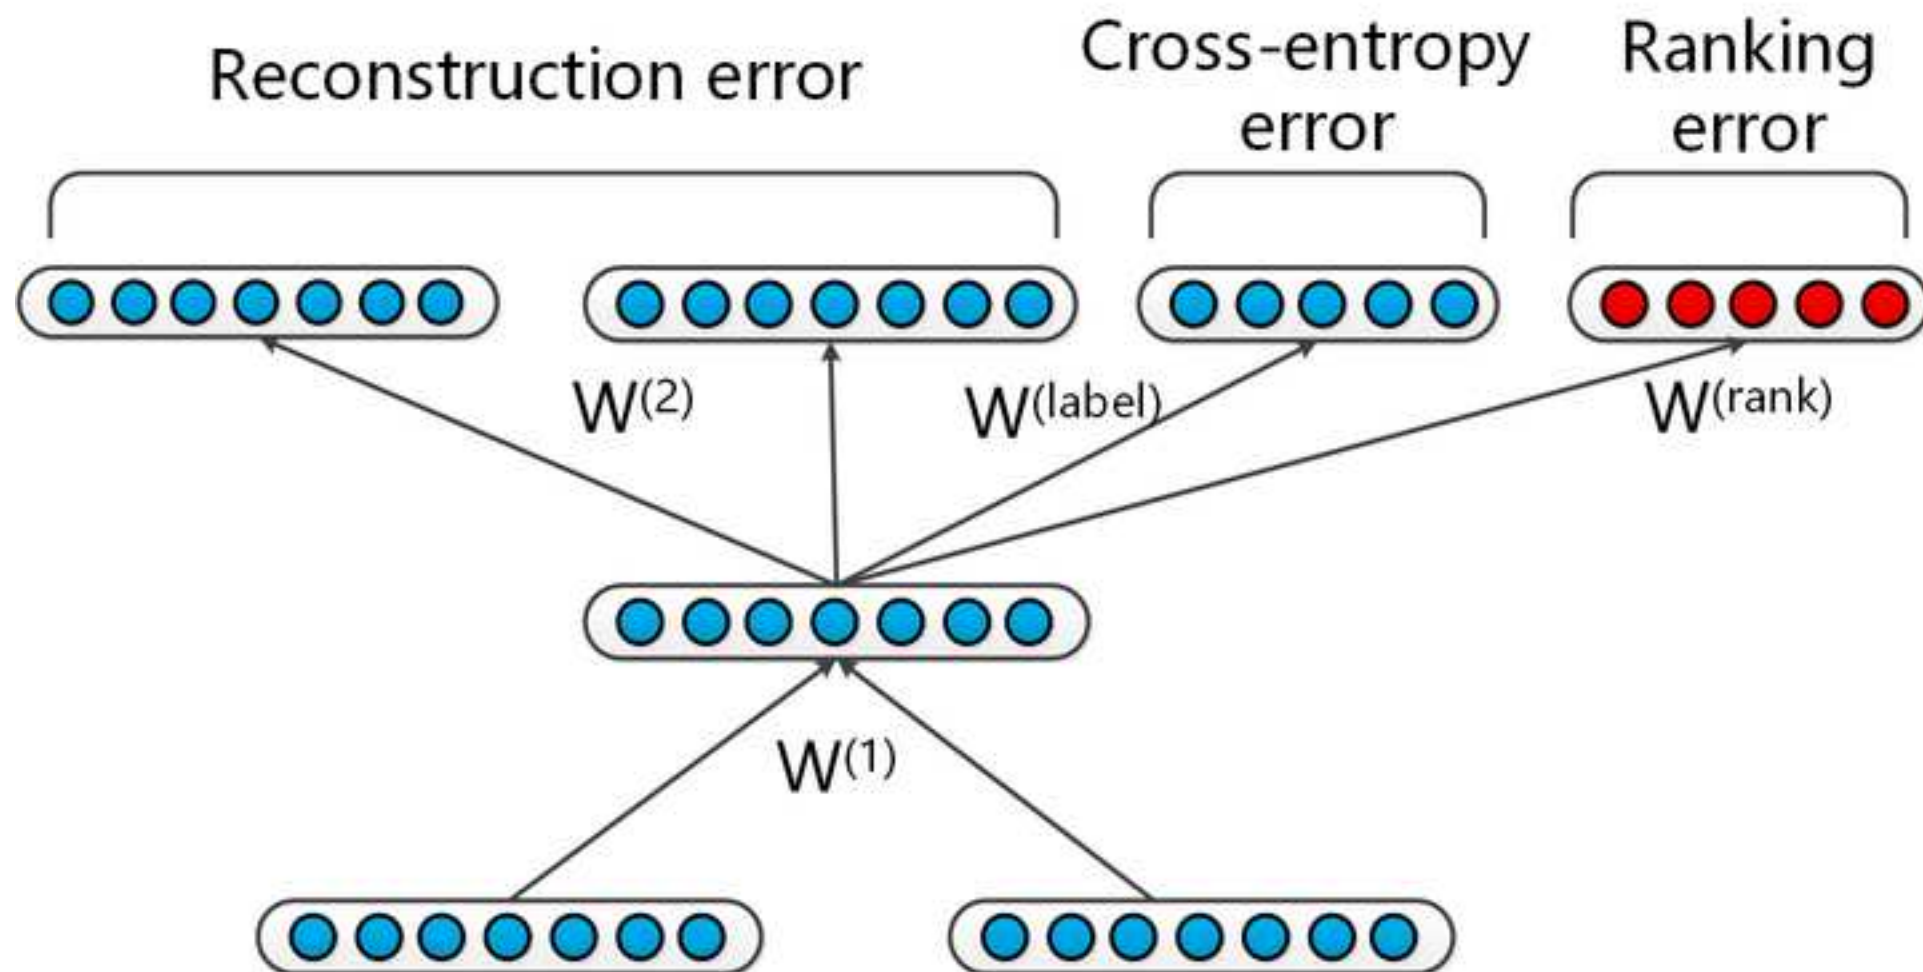 Reconstruction error
Cross-entropy
error
Ranking
error
W(2)
W(label)
W(rank)
W(1)